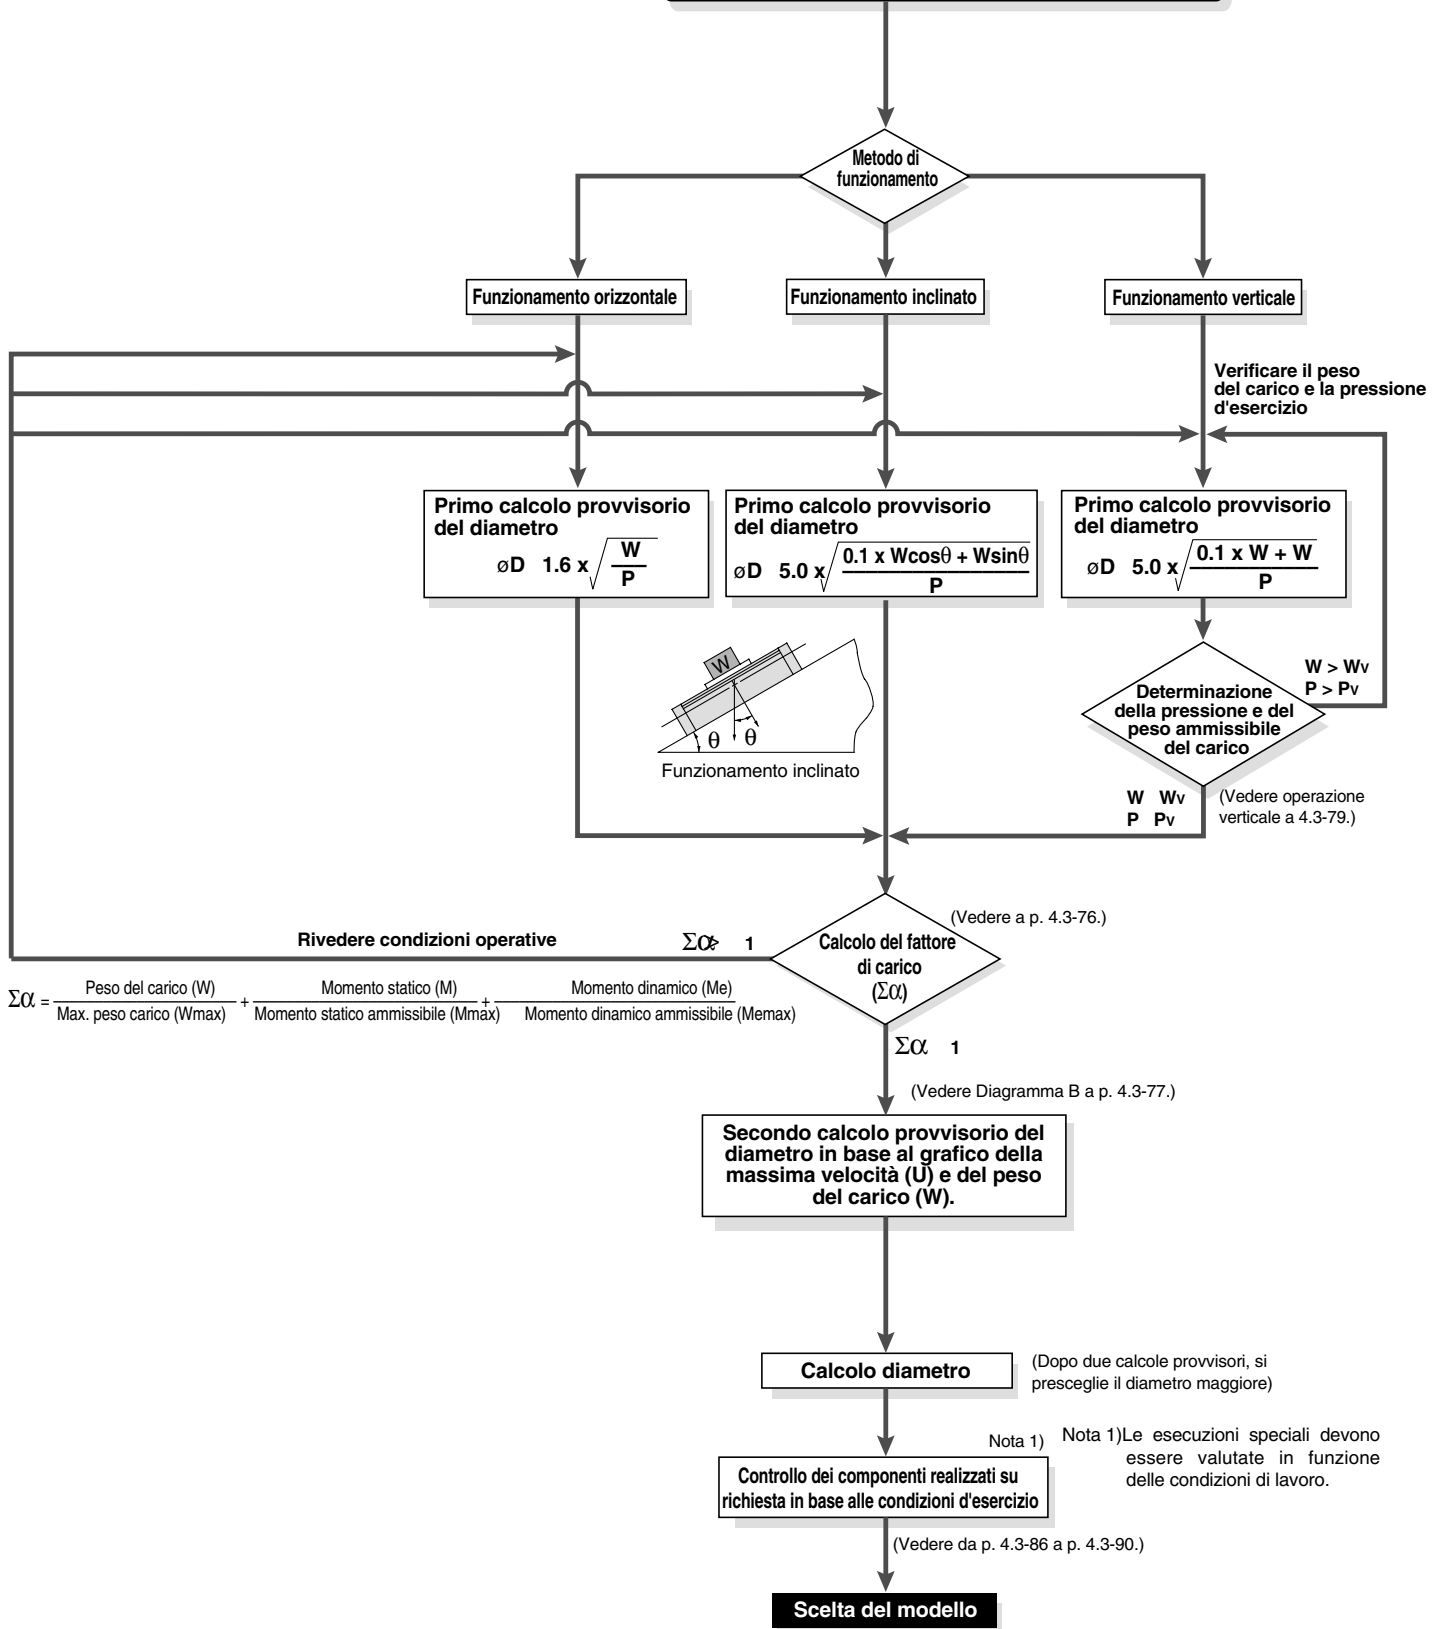 Metodo di
funzionamento
Funzionamento orizzontale
Funzionamento inclinato
Funzionamento verticale
Verificare il peso
del carico e la pressione
d'esercizio
Primo calcolo provvisorio
del diametro
øD 1.6 x √ W
P
Primo calcolo provvisorio
del diametro
øD 5.0 x √ 0.1 x Wcosθ + Wsinθ
P
Primo calcolo provvisorio
del diametro
øD 5.0 x √ 0.1 x W + W
P
W
θ θ
Funzionamento inclinato
W > Wv
P > Pv
Determinazione
della pressione e del
peso ammissibile
del carico
W Wv
P Pv
(Vedere operazione
verticale a 4.3-79.)
(Vedere a p. 4.3-76.)
Rivedere condizioni operative
Σα> 1
Calcolo del fattore
di carico
(Σα)
Σα = Peso del carico (W) + Momento statico (M) + Momento dinamico (Me)
Max. peso carico (Wmax) Momento statico ammissibile (Mmax) Momento dinamico ammissibile (Memax)
Σα 1
(Vedere Diagramma B a p. 4.3-77.)
Secondo calcolo provvisorio del
diametro in base al grafico della
massima velocità (U) e del peso
del carico (W).
Calcolo diametro
(Dopo due calcole provvisori, si
presceglie il diametro maggiore)
Nota 1)
Nota 1)Le esecuzioni speciali devono
essere valutate in funzione
delle condizioni di lavoro.
Controllo dei componenti realizzati su
richiesta in base alle condizioni d'esercizio
(Vedere da p. 4.3-86 a p. 4.3-90.)
Scelta del modello